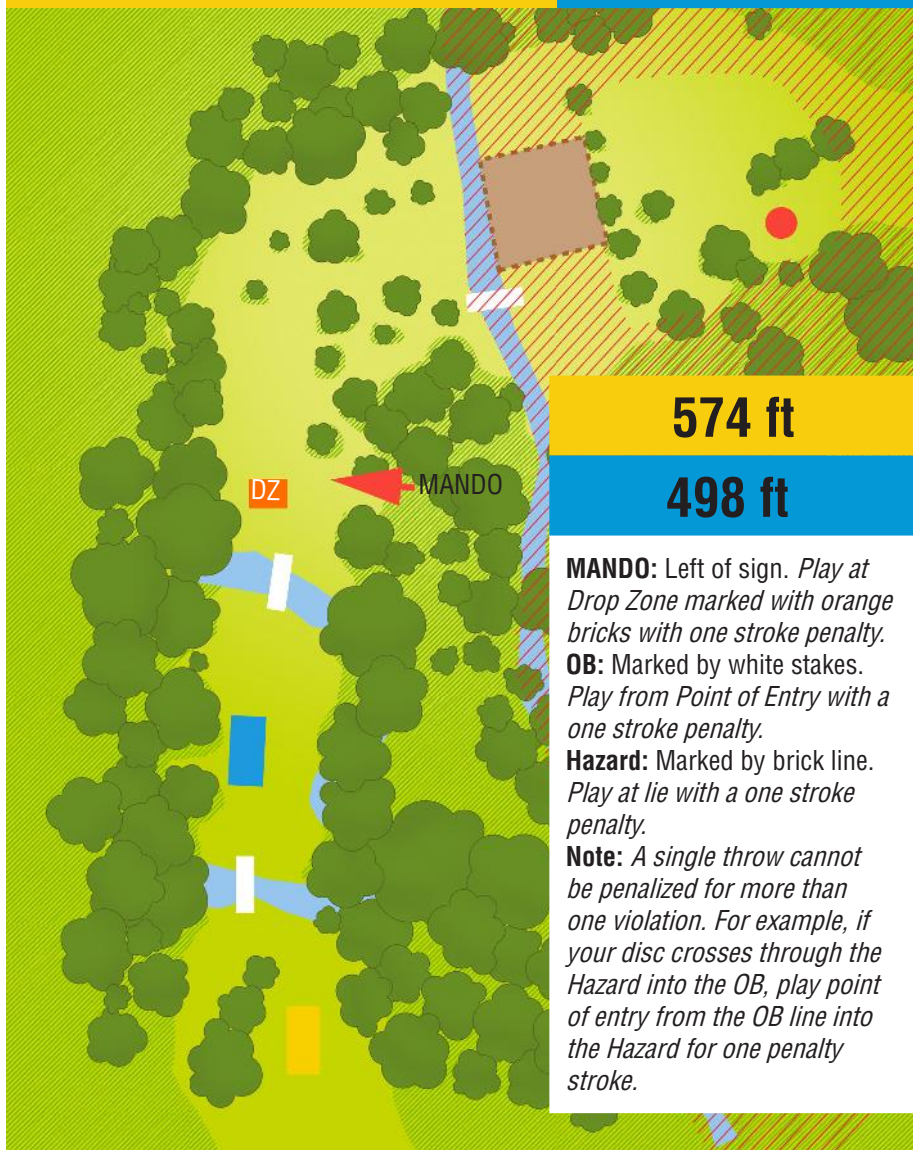 574 ft
498 ft
DZ
MANDO
MANDO: Left of sign. Play at
Drop Zone marked with orange
bricks with one stroke penalty.
OB: Marked by white stakes.
Play from Point of Entry with a
one stroke penalty.
Hazard: Marked by brick line.
Play at lie with a one stroke
penalty.
Note: A single throw cannot
be penalized for more than
one violation. For example, if
your disc crosses through the
Hazard into the OB, play point
of entry from the OB line into
the Hazard for one penalty
stroke.